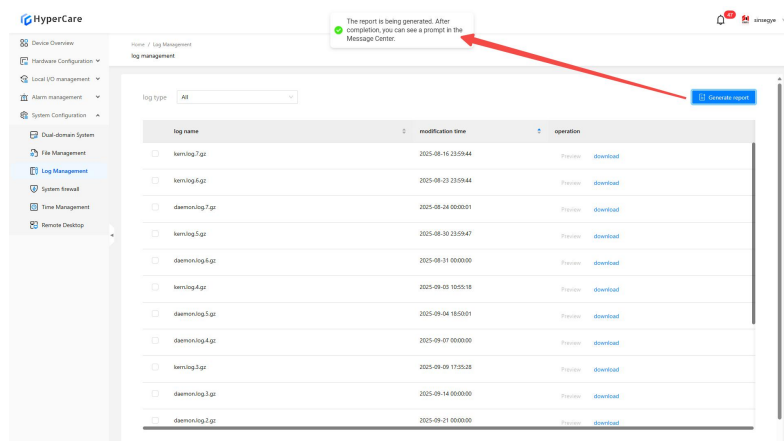 HyperCare
The report is being generated. After
completion, you can see a prompt in the
Message Center.
47
sinsegye
Device Overview
Hardware Configuration
Local I/O management
Alarm management
System Configuration
Dual-domain System
File Management
Log Management
System firewall
Time Management
Remote Desktop
Home / Log Management
log management
log type All
Generate report
log name modification time operation
kern.log.7.gz 2025-08-16 23:59:44 Preview download
kern.log.6.gz 2025-08-23 23:59:44 Preview download
daemon.log.7.gz 2025-08-24 00:00:01 Preview download
kern.log.5.gz 2025-08-30 23:59:47 Preview download
daemon.log.6.gz 2025-08-31 00:00:00 Preview download
kern.log.4.gz 2025-09-03 10:55:18 Preview download
daemon.log.5.gz 2025-09-04 18:50:01 Preview download
daemon.log.4.gz 2025-09-07 00:00:00 Preview download
kern.log.3.gz 2025-09-09 17:35:28 Preview download
daemon.log.3.gz 2025-09-14 00:00:00 Preview download
daemon.log.2.gz 2025-09-21 00:00:00 Preview download